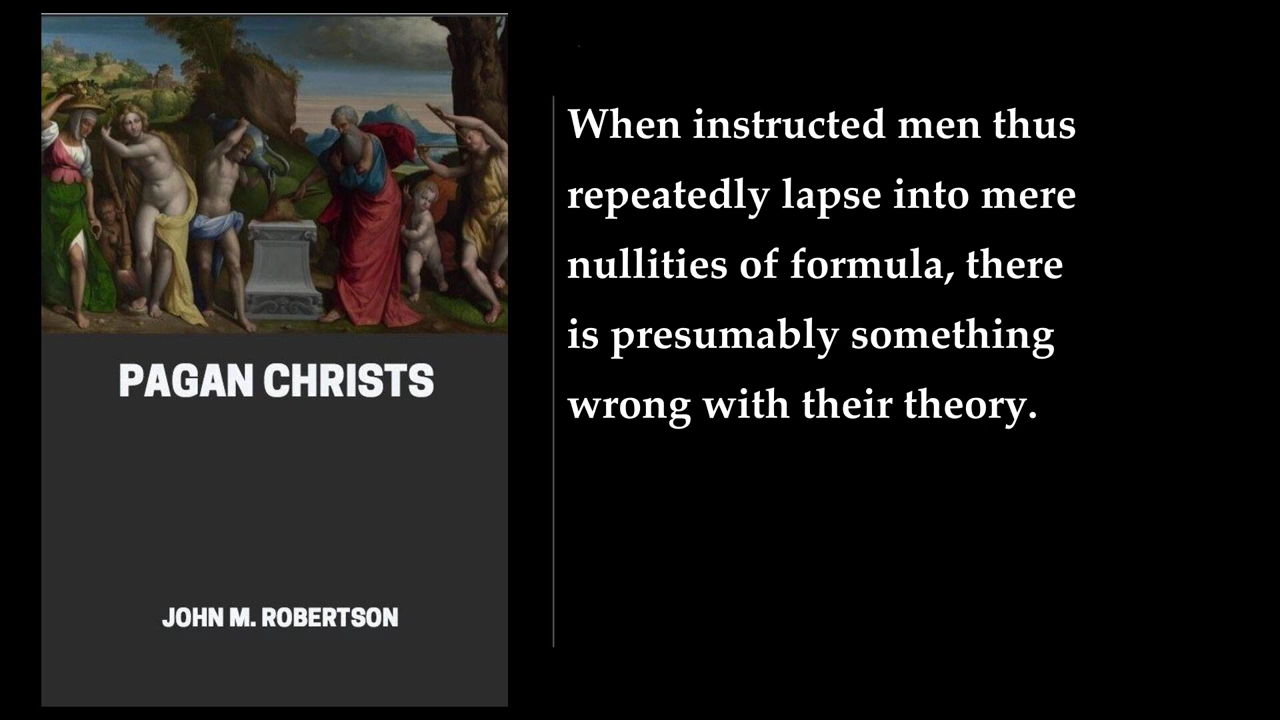 PAGAN CHRISTS
JOHN M. ROBERTSON
When instructed men thus
repeatedly lapse into mere
nullities of formula, there
is presumably something
wrong with their theory.